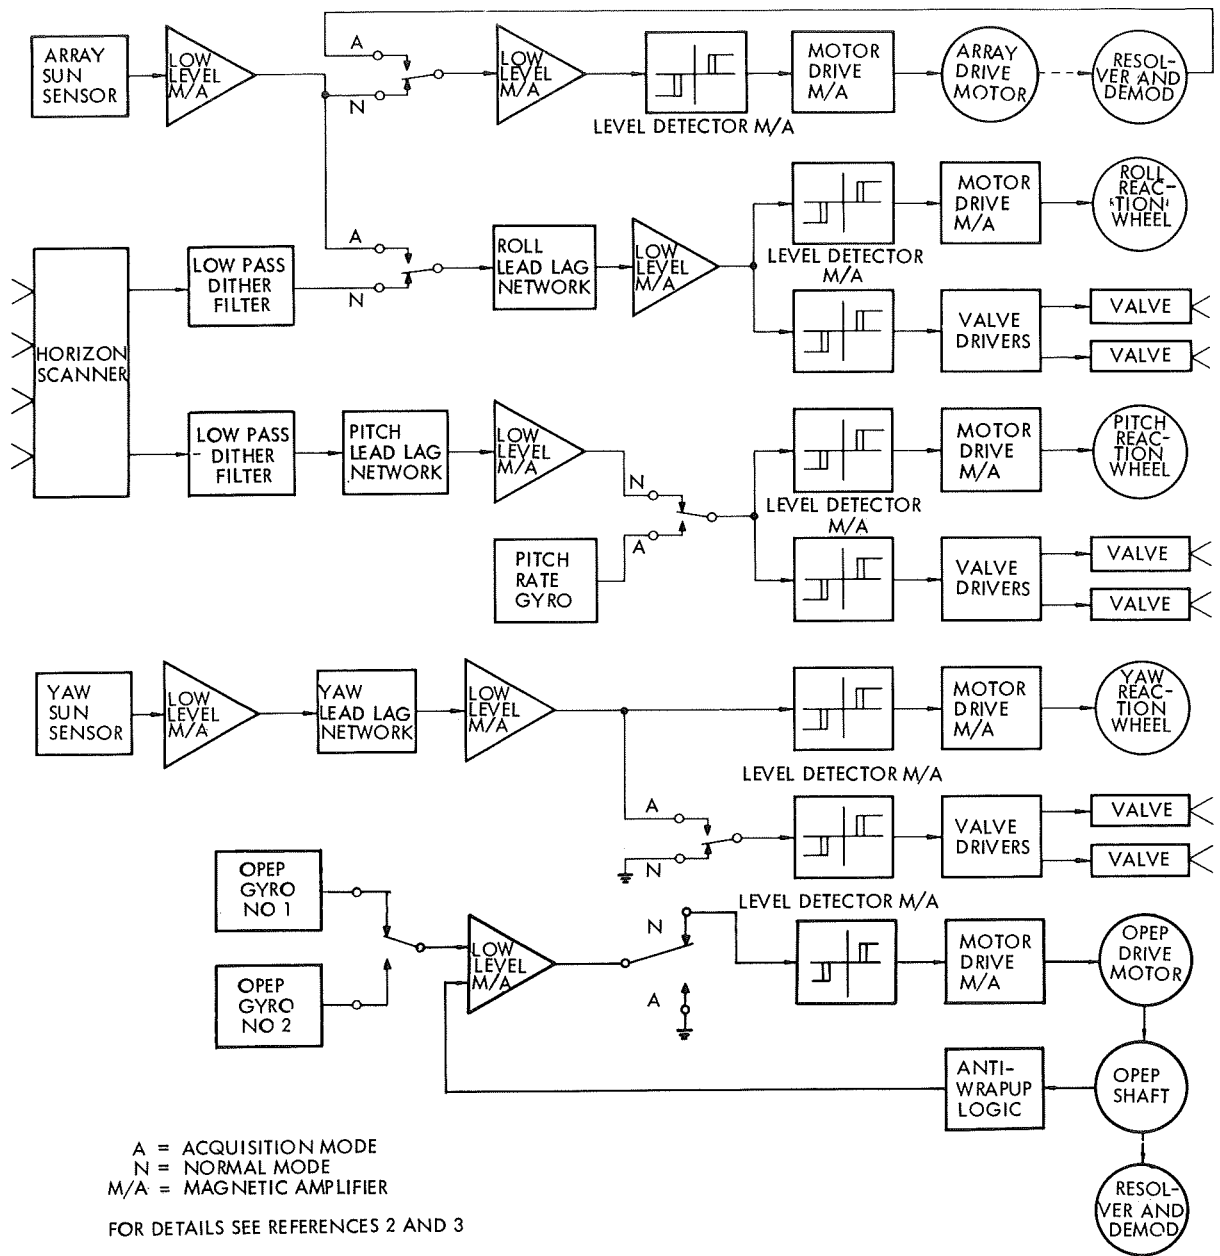 ARRAY
SUN
SENSOR
LOW
LEVEL
M/A
A
N
LOW
LEVEL
M/A
LEVEL DETECTOR M/A
MOTOR
DRIVE
M/A
ARRAY
DRIVE
MOTOR
RESOL-
VER AND
DEMOD
HORIZON
SCANNER
LOW PASS
DITHER
FILTER
A
N
ROLL
LEAD LAG
NETWORK
LOW
LEVEL
M/A
LEVEL DETECTOR
M/A
MOTOR
DRIVE
M/A
ROLL
REAC-
TION
WHEEL
VALVE
DRIVERS
VALVE
VALVE
LOW PASS
DITHER
FILTER
PITCH
LEAD LAG
NETWORK
LOW
LEVEL
M/A
N
A
PITCH
RATE
GYRO
LEVEL DETECTOR
M/A
MOTOR
DRIVE
M/A
PITCH
REAC-
TION
WHEEL
VALVE
DRIVERS
VALVE
VALVE
YAW
SUN
SENSOR
LOW
LEVEL
M/A
YAW
LEAD LAG
NETWORK
LOW
LEVEL
M/A
LEVEL DETECTOR M/A
MOTOR
DRIVE
M/A
YAW
REAC-
TION
WHEEL
A
N
VALVE
DRIVERS
VALVE
VALVE
LEVEL DETECTOR M/A
OPEP
GYRO
NO 1
OPEP
GYRO
NO 2
LOW
LEVEL
M/A
N
A
MOTOR
DRIVE
M/A
OPEP
DRIVE
MOTOR
ANTI-
WRAPUP
LOGIC
OPEP
SHAFT
RESOL-
VER AND
DEMOD
A = ACQUISITION MODE
N = NORMAL MODE
M/A = MAGNETIC AMPLIFIER
FOR DETAILS SEE REFERENCES 2 AND 3